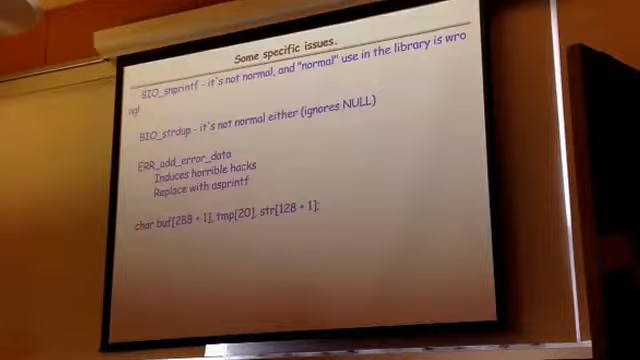 Some specific issues.
BIO_snprintf - it's not normal, and "normal" use in the library is wro
ng!
BIO_strdup - it's not normal either (ignores NULL)
ERR_add_error_data
Induces horrible hacks
Replace with asprintf
char buf[288 + 1], tmp[20], str[128 + 1];